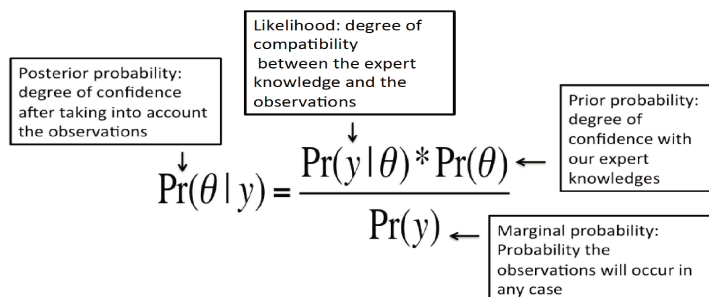 Likelihood: degree of
compatibility
between the expert
knowledge and the
observations
Posterior probability:
degree of confidence
after taking into account
the observations
Prior probability:
degree of
confidence with
our expert
knowledges
Pr(θ | y) = Pr(y | θ) * Pr(θ)
Pr(y)
Marginal probability:
Probability the
observations will occur in
any case